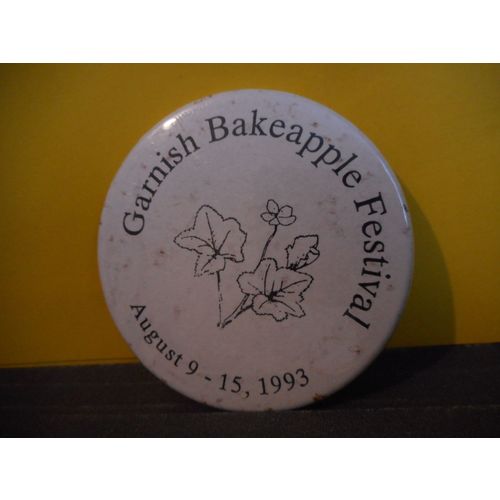 Garnish Bakeapple Festival
August 9 - 15, 1993